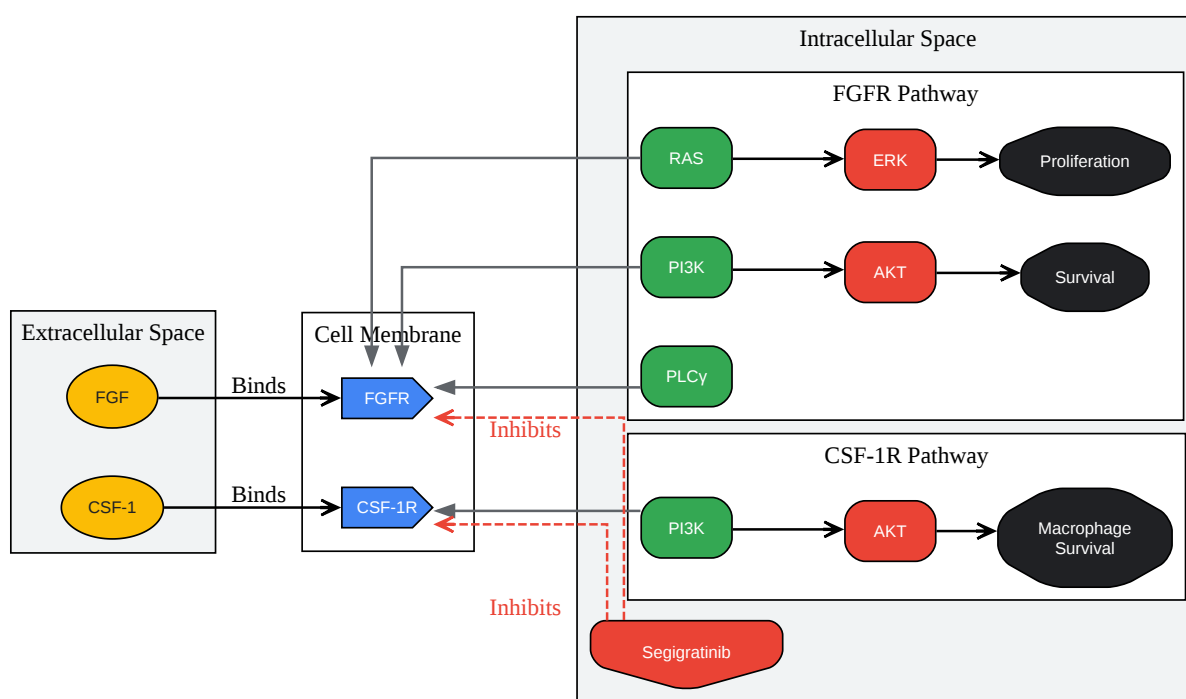 Intracellular Space
FGFR Pathway
RAS
ERK
Proliferation
PI3K
AKT
Survival
PLCγ
Extracellular Space
Cell Membrane
FGF
Binds
FGFR
Inhibits
CSF-1
Binds
CSF-1R
CSF-1R Pathway
PI3K
AKT
Macrophage
Survival
Inhibits
Segigratinib